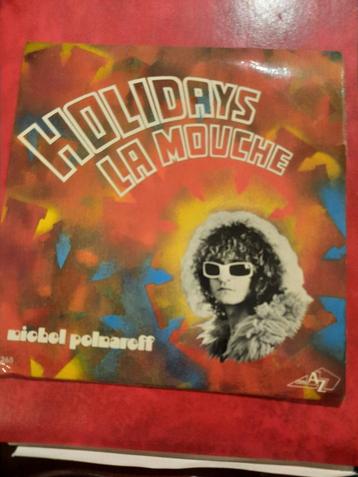 HOLIDAYS
LA MOUCHE
michel polnareff
AZ